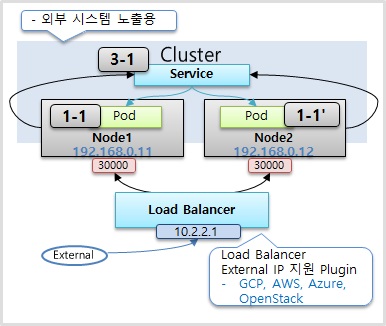 - 외부 시스템 노출용
3-1
Cluster
Service
1-1
Pod
Node1
192.168.0.11
30000
Pod
1-1'
Node2
192.168.0.12
30000
Load Balancer
10.2.2.1
External
Load Balancer
External IP 지원 Plugin
- GCP, AWS, Azure,
OpenStack